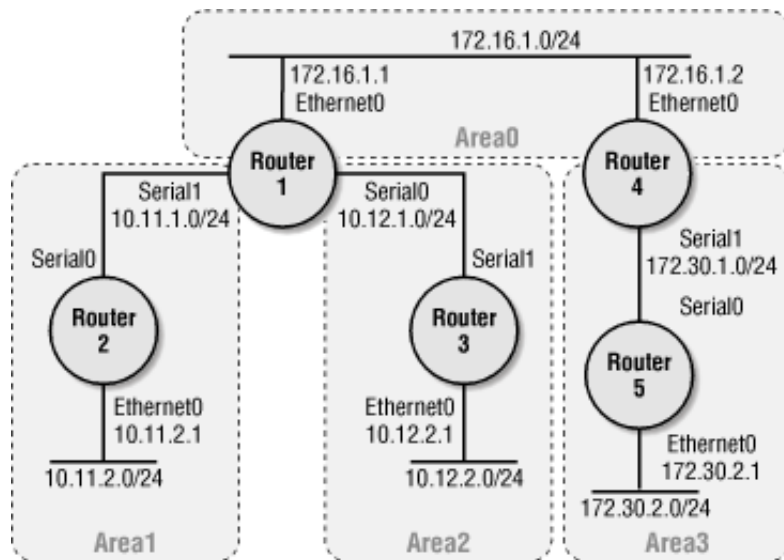 172.16.1.0/24
172.16.1.1
Ethernet0
172.16.1.2
Ethernet0
Area0
Router
1
Router
4
Serial1
10.11.1.0/24
Serial0
10.12.1.0/24
Serial1
172.30.1.0/24
Serial0
Serial1
Serial0
Router
2
Router
3
Router
5
Ethernet0
10.11.2.1
Ethernet0
10.12.2.1
Ethernet0
172.30.2.1
10.11.2.0/24
10.12.2.0/24
172.30.2.0/24
Area1
Area2
Area3